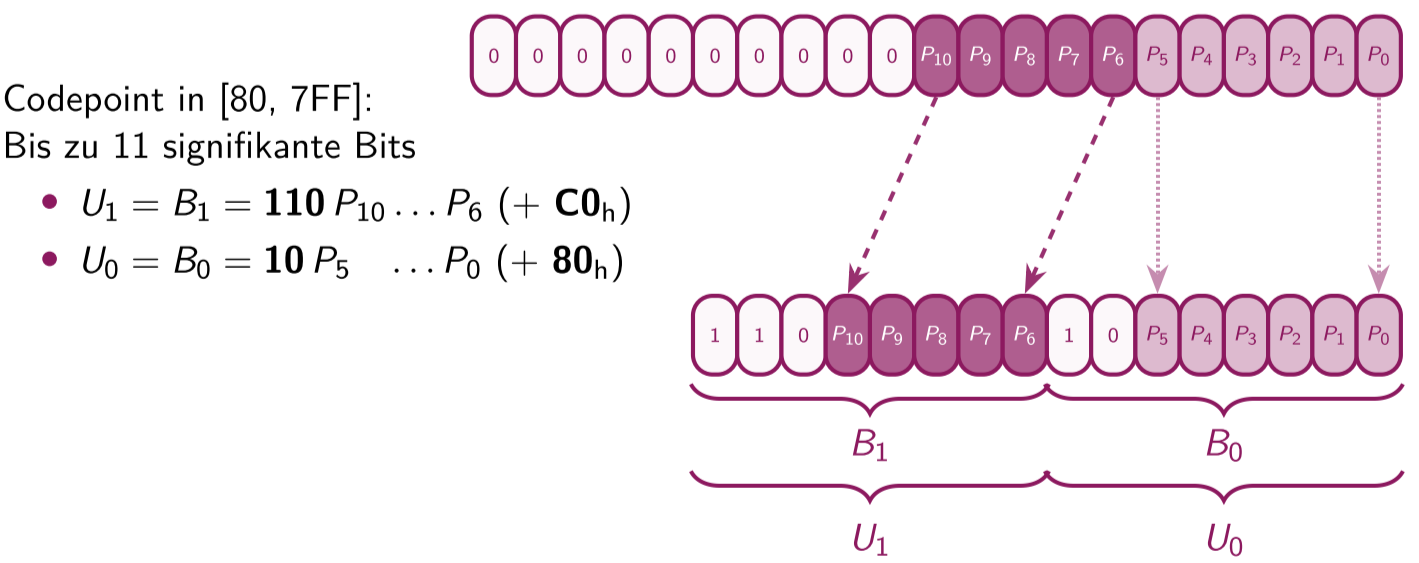 0 0 0 0 0 0 0 0 0 0 P₁₀ P₉ P₈ P₇ P₆ P₅ P₄ P₃ P₂ P₁ P₀
Codepoint in [80, 7FF]:
Bis zu 11 signifikante Bits
• U₁ = B₁ = 110 P₁₀ … P₆ (+ C0ₕ)
• U₀ = B₀ = 10 P₅ … P₀ (+ 80ₕ)
1 1 0 P₁₀ P₉ P₈ P₇ P₆ 1 0 P₅ P₄ P₃ P₂ P₁ P₀
B₁ B₀
U₁ U₀